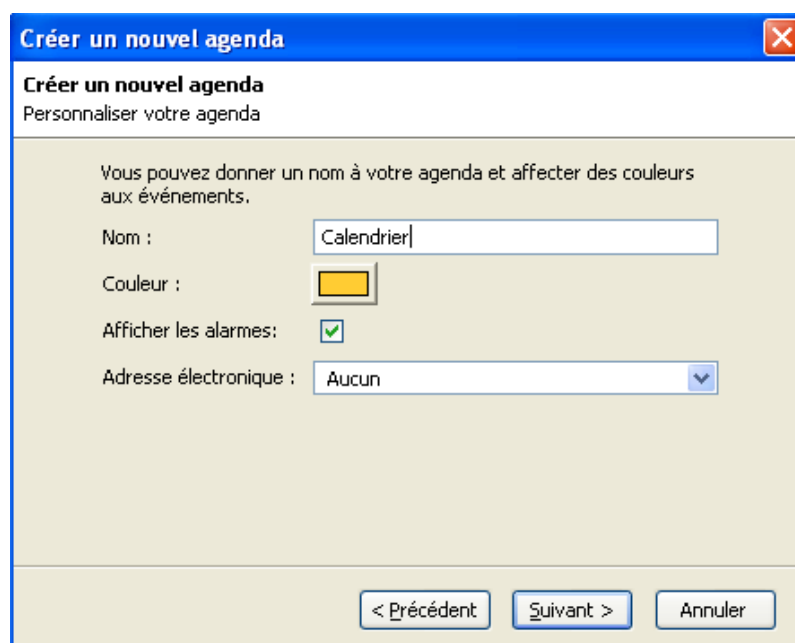 Créer un nouvel agenda
Créer un nouvel agenda
Personnaliser votre agenda
Vous pouvez donner un nom à votre agenda et affecter des couleurs
aux événements.
Nom : Calendrier
Couleur :
Afficher les alarmes:
Adresse électronique : Aucun
< Précédent Suivant > Annuler